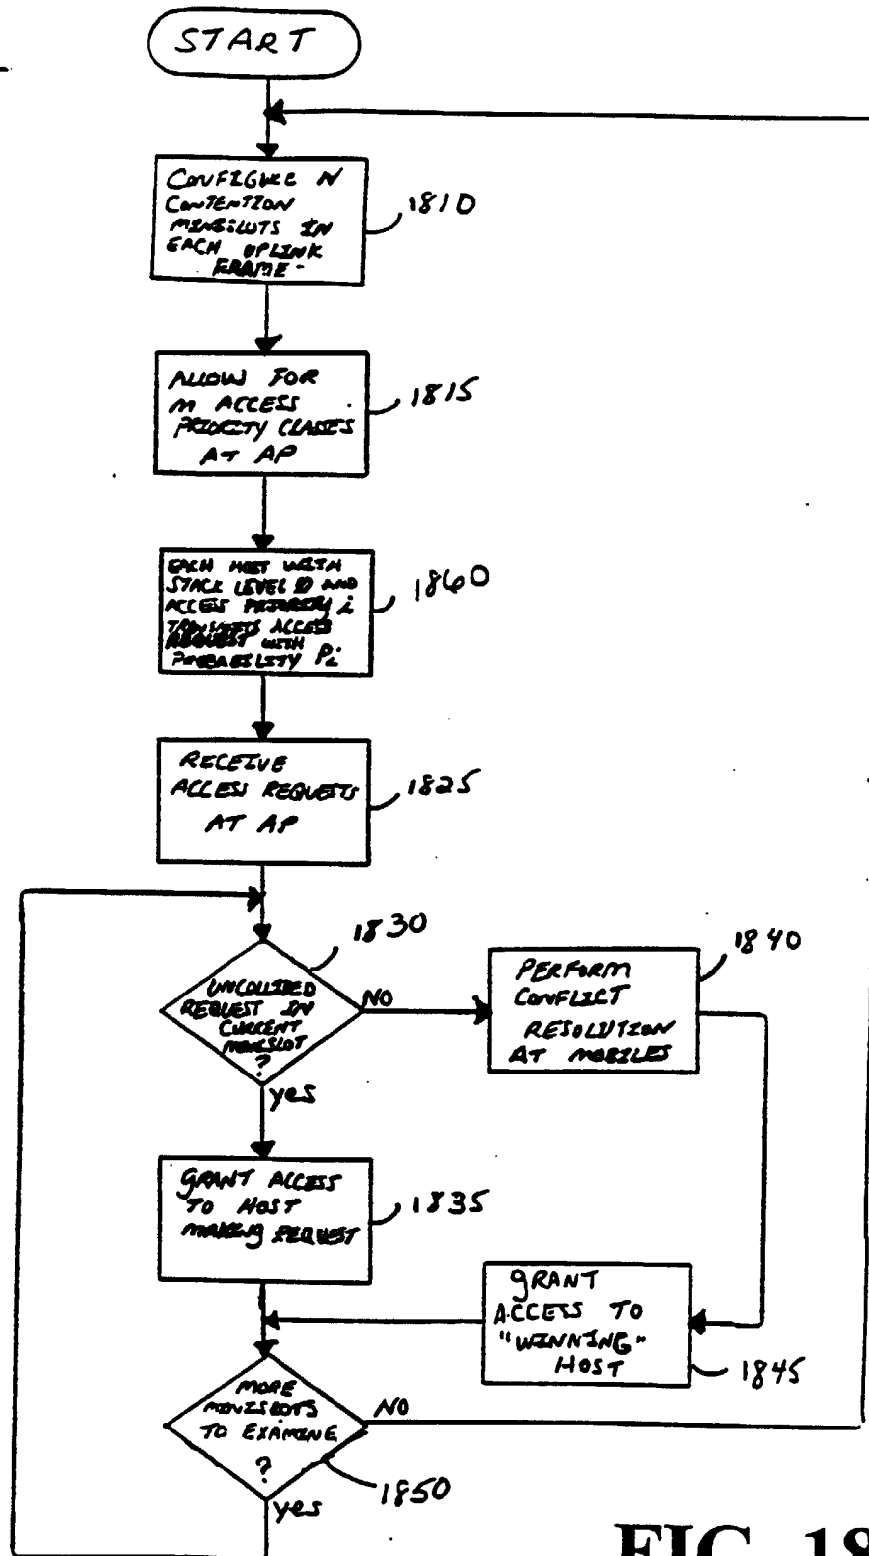 START
CONFIGURE N
CONTENTION
MINISLOTS IN
EACH UPLINK
FRAME
1810
ALLOW FOR
M ACCESS
PRIORITY CLASSES
AT AP
1815
EACH HOST WITH
STACK LEVEL 0 AND
ACCESS PRIORITY i
TRANSMITS ACCESS
REQUEST WITH
PROBABILITY Pi
1860
RECEIVE
ACCESS REQUESTS
AT AP
1825
1830
UNCOLLIDED
REQUEST IN
CURRENT
MINISLOT
?
NO
yes
1840
PERFORM
CONFLICT
RESOLUTION
AT MOBILES
GRANT ACCESS
TO HOST
MAKING REQUEST
1835
GRANT
ACCESS TO
"WINNING"
HOST
1845
MORE
MINISLOTS
TO EXAMINE
?
NO
1850
yes
FIG. 18